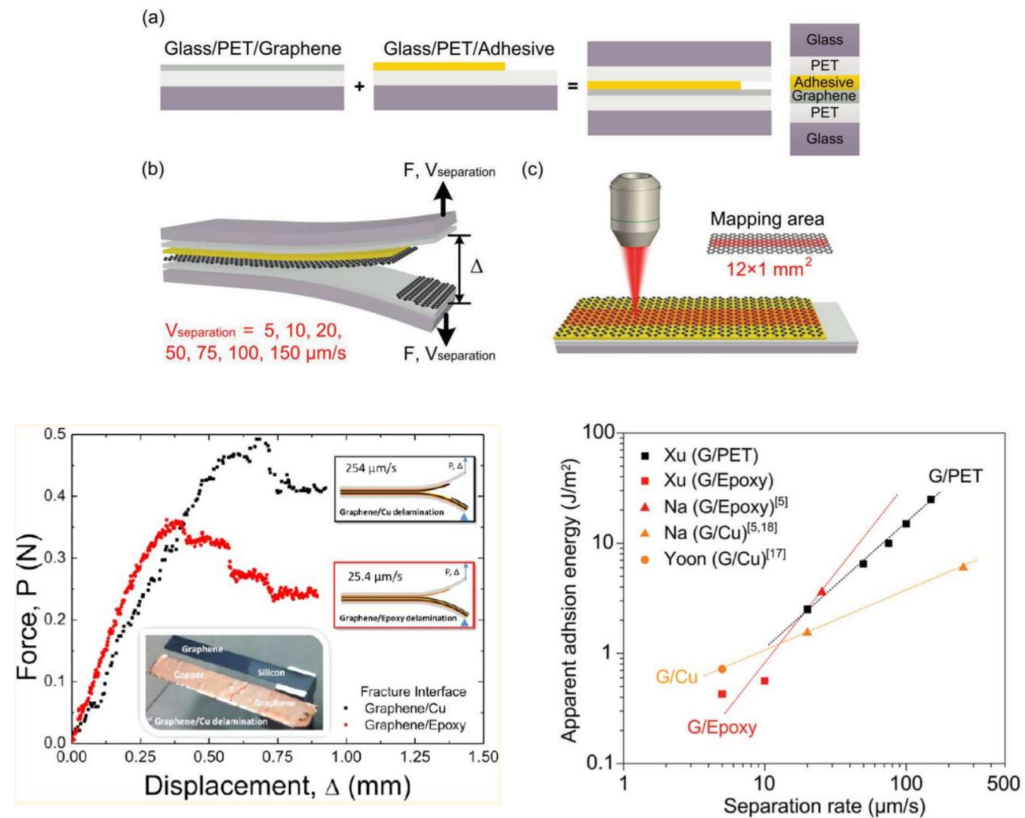 (a)
Glass/PET/Graphene
+
Glass/PET/Adhesive
=
Glass
PET
Adhesive
Graphene
PET
Glass
(b)
F, Vseparation
Δ
F, Vseparation
Vseparation = 5, 10, 20,
50, 75, 100, 150 μm/s
(c)
Mapping area
12×1 mm²
Force, P (N)
0.5
0.4
0.3
0.2
0.1
0.0
0.00
0.25
0.50
0.75
1.00
1.25
1.50
Displacement, Δ (mm)
254 μm/s
P, Δ
Graphene/Cu delamination
25.4 μm/s
P, Δ
Graphene/Epoxy delamination
Graphene
Silicon
Copper
Graphene
Graphene/Cu delamination
Fracture Interface
Graphene/Cu
Graphene/Epoxy
Apparent adhsion energy (J/m²)
100
10
1
0.1
Xu (G/PET)
Xu (G/Epoxy)
Na (G/Epoxy)[5]
Na (G/Cu)[5,18]
Yoon (G/Cu)[17]
G/PET
G/Cu
G/Epoxy
1
10
100
500
Separation rate (μm/s)